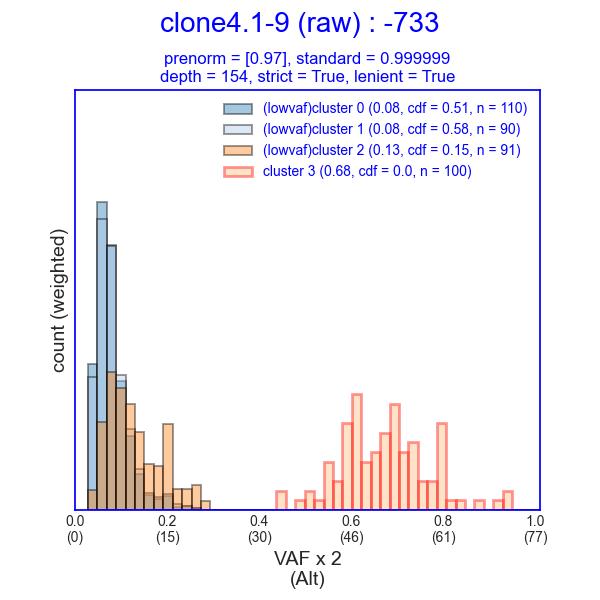 clone4.1-9 (raw) : -733
prenorm = [0.97], standard = 0.999999
depth = 154, strict = True, lenient = True
(lowvaf)cluster 0 (0.08, cdf = 0.51, n = 110)
(lowvaf)cluster 1 (0.08, cdf = 0.58, n = 90)
(lowvaf)cluster 2 (0.13, cdf = 0.15, n = 91)
cluster 3 (0.68, cdf = 0.0, n = 100)
count (weighted)
0.0 0.2 0.4 0.6 0.8 1.0
(0) (15) (30) (46) (61) (77)
VAF x 2
(Alt)